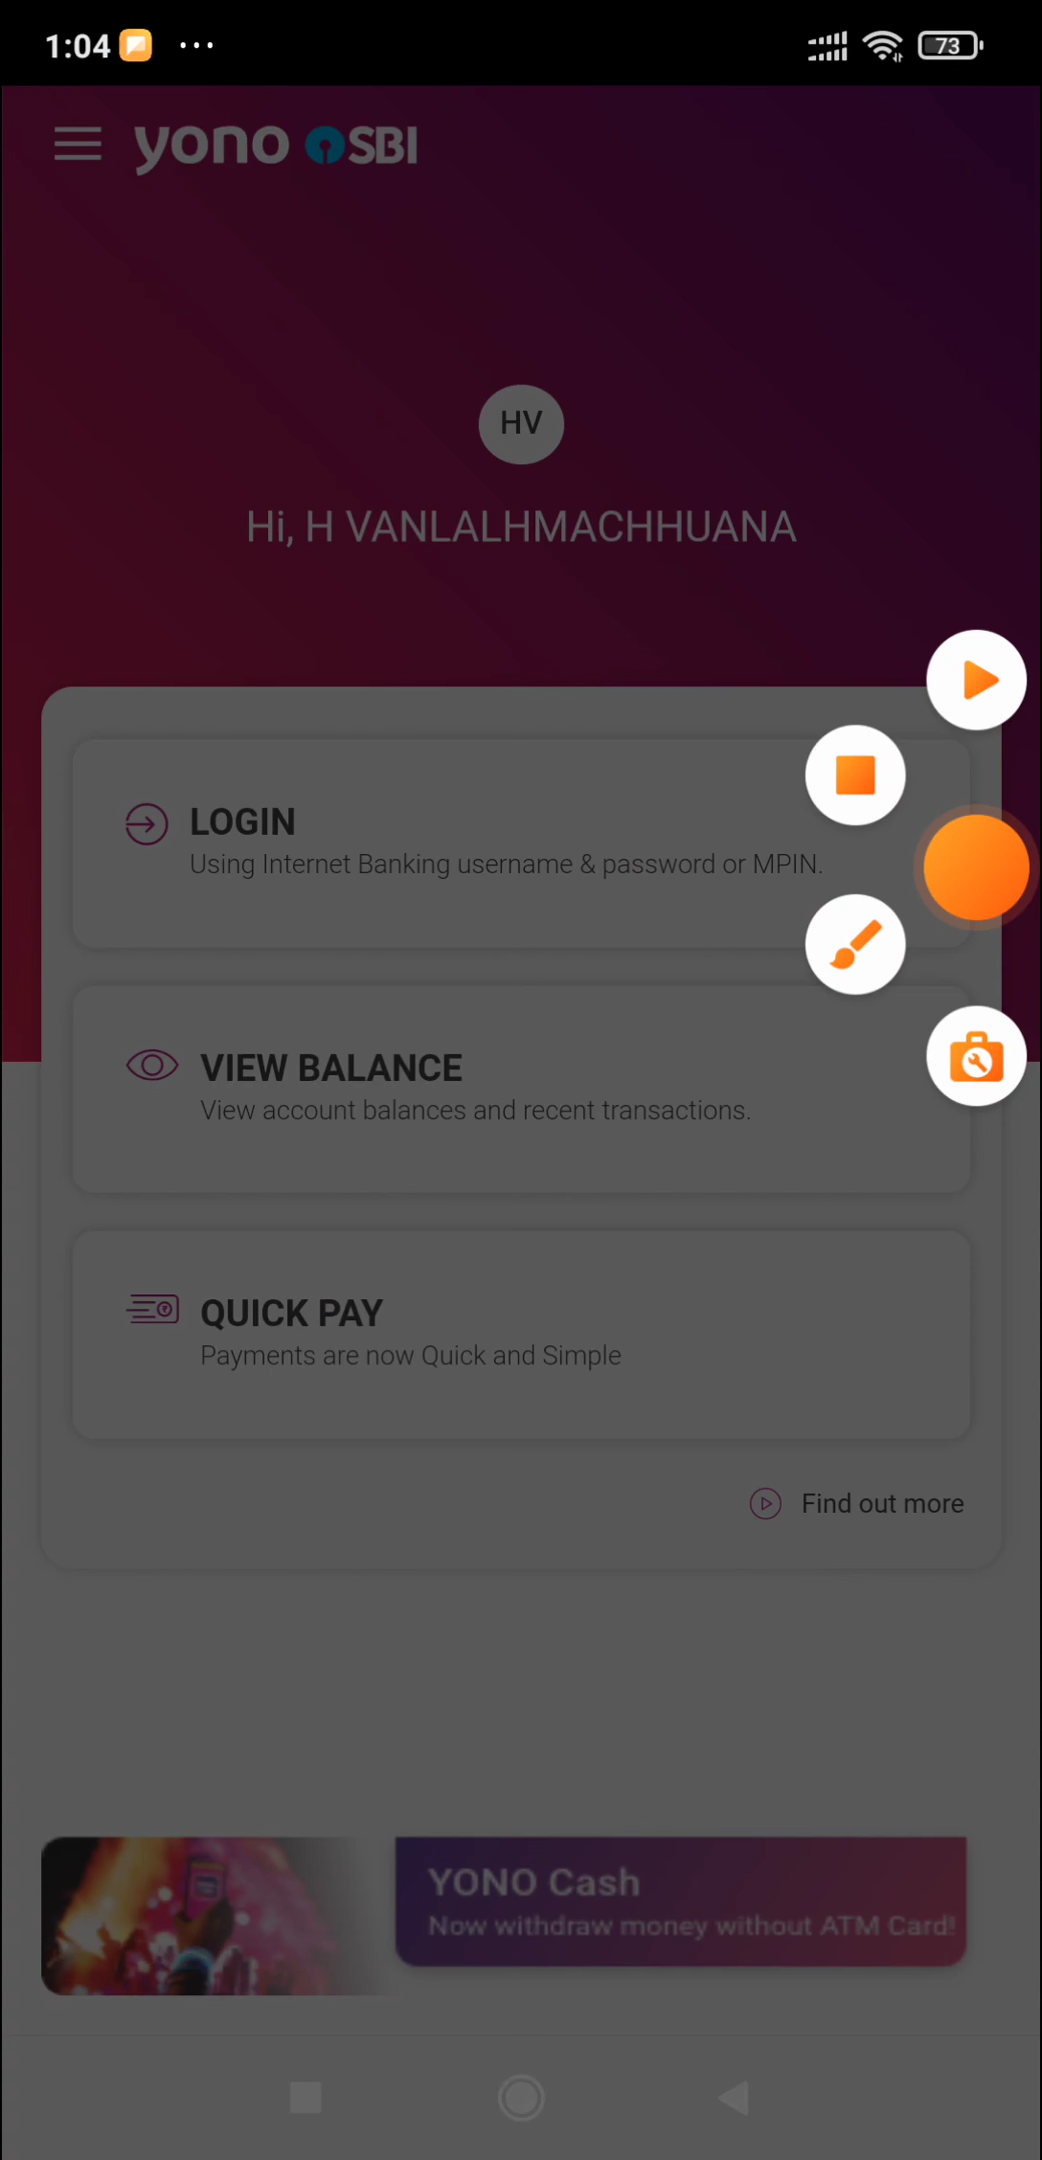 1:04 ... 73
yono SBI
HV
Hi, H VANLALHMACHHUANA
LOGIN
Using Internet Banking username & password or MPIN.
VIEW BALANCE
View account balances and recent transactions.
QUICK PAY
Payments are now Quick and Simple
Find out more
YONO Cash
Now withdraw money without ATM Card!